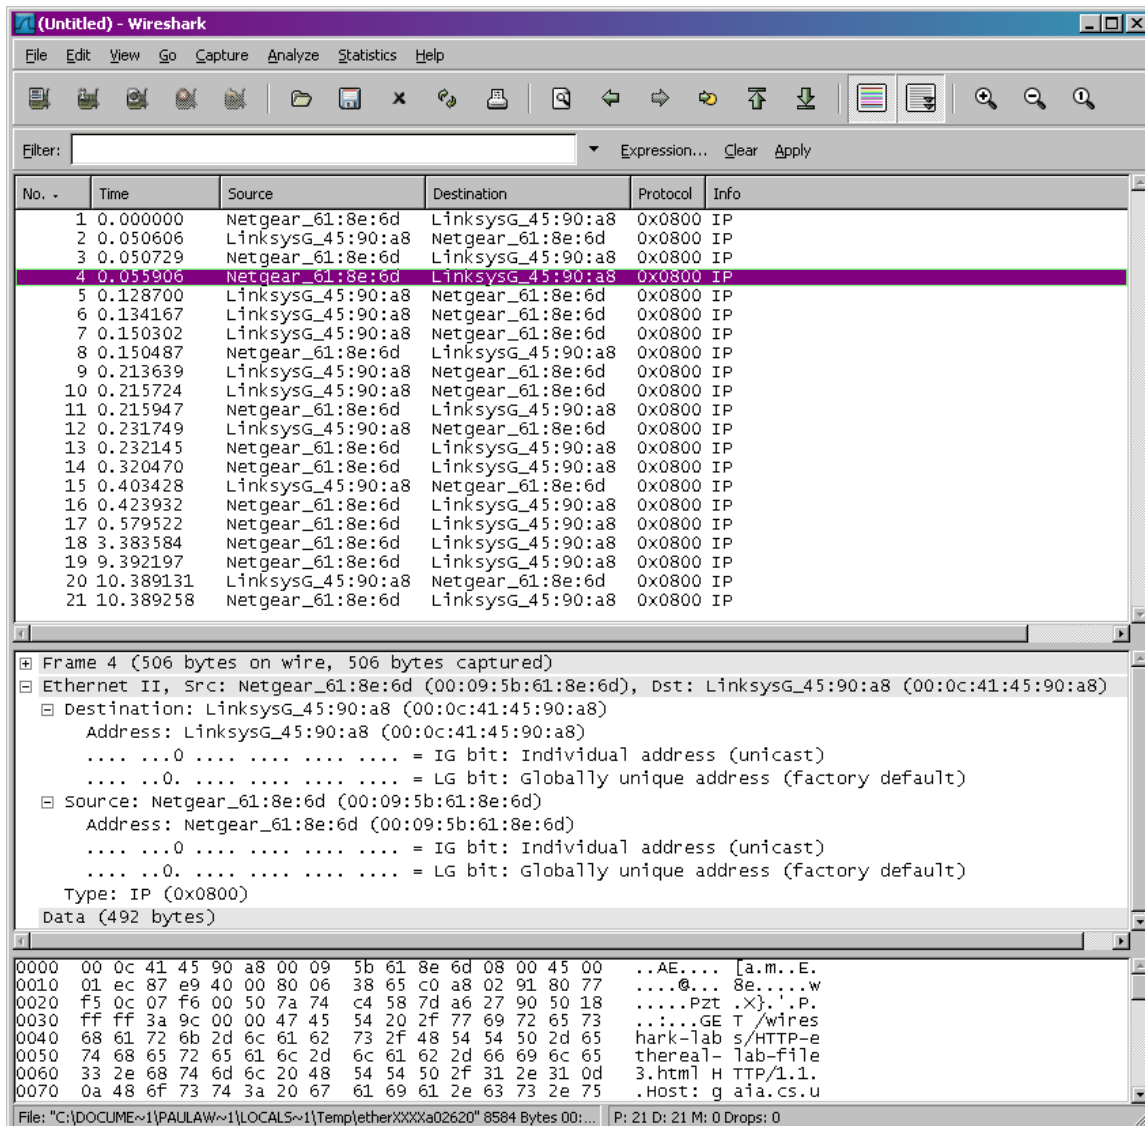 (Untitled) - Wireshark
File Edit View Go Capture Analyze Statistics Help
Filter: Expression... Clear Apply
No. Time Source Destination Protocol Info
1 0.000000 Netgear_61:8e:6d LinksysG_45:90:a8 0x0800 IP
2 0.050606 LinksysG_45:90:a8 Netgear_61:8e:6d 0x0800 IP
3 0.050729 Netgear_61:8e:6d LinksysG_45:90:a8 0x0800 IP
4 0.055906 Netgear_61:8e:6d LinksysG_45:90:a8 0x0800 IP
5 0.128700 LinksysG_45:90:a8 Netgear_61:8e:6d 0x0800 IP
6 0.134167 LinksysG_45:90:a8 Netgear_61:8e:6d 0x0800 IP
7 0.150302 LinksysG_45:90:a8 Netgear_61:8e:6d 0x0800 IP
8 0.150487 Netgear_61:8e:6d LinksysG_45:90:a8 0x0800 IP
9 0.213639 LinksysG_45:90:a8 Netgear_61:8e:6d 0x0800 IP
10 0.215724 LinksysG_45:90:a8 Netgear_61:8e:6d 0x0800 IP
11 0.215947 Netgear_61:8e:6d LinksysG_45:90:a8 0x0800 IP
12 0.231749 LinksysG_45:90:a8 Netgear_61:8e:6d 0x0800 IP
13 0.232145 Netgear_61:8e:6d LinksysG_45:90:a8 0x0800 IP
14 0.320470 Netgear_61:8e:6d LinksysG_45:90:a8 0x0800 IP
15 0.403428 LinksysG_45:90:a8 Netgear_61:8e:6d 0x0800 IP
16 0.423932 Netgear_61:8e:6d LinksysG_45:90:a8 0x0800 IP
17 0.579522 Netgear_61:8e:6d LinksysG_45:90:a8 0x0800 IP
18 3.383584 Netgear_61:8e:6d LinksysG_45:90:a8 0x0800 IP
19 9.392197 Netgear_61:8e:6d LinksysG_45:90:a8 0x0800 IP
20 10.389131 LinksysG_45:90:a8 Netgear_61:8e:6d 0x0800 IP
21 10.389258 Netgear_61:8e:6d LinksysG_45:90:a8 0x0800 IP
Frame 4 (506 bytes on wire, 506 bytes captured)
Ethernet II, Src: Netgear_61:8e:6d (00:09:5b:61:8e:6d), Dst: LinksysG_45:90:a8 (00:0c:41:45:90:a8)
Destination: LinksysG_45:90:a8 (00:0c:41:45:90:a8)
Address: LinksysG_45:90:a8 (00:0c:41:45:90:a8)
.... ...0 .... .... .... .... = IG bit: Individual address (unicast)
.... ..0. .... .... .... .... = LG bit: Globally unique address (factory default)
Source: Netgear_61:8e:6d (00:09:5b:61:8e:6d)
Address: Netgear_61:8e:6d (00:09:5b:61:8e:6d)
.... ...0 .... .... .... .... = IG bit: Individual address (unicast)
.... ..0. .... .... .... .... = LG bit: Globally unique address (factory default)
Type: IP (0x0800)
Data (492 bytes)
0000 00 0c 41 45 90 a8 00 09 5b 61 8e 6d 08 00 45 00 ..AE.... [a.m..E.
0010 01 ec 87 e9 40 00 80 06 38 65 c0 a8 02 91 80 77 ....@... 8e.....w
0020 f5 0c 07 f6 00 50 7a 74 c4 58 7d a6 27 90 50 18 .....Pzt .X}.'.P.
0030 ff ff 3a 9c 00 00 47 45 54 20 2f 77 69 72 65 73 ..:...GE T /wires
0040 68 61 72 6b 2d 6c 61 62 73 2f 48 54 54 50 2d 65 hark-lab s/HTTP-e
0050 74 68 65 72 65 61 6c 2d 6c 61 62 2d 66 69 6c 65 thereal- lab-file
0060 33 2e 68 74 6d 6c 20 48 54 54 50 2f 31 2e 31 0d 3.html H TTP/1.1.
0070 0a 48 6f 73 74 3a 20 67 61 69 61 2e 63 73 2e 75 .Host: g aia.cs.u
File: "C:\DOCUME~1\PAULAW~1\LOCALS~1\Temp\etherXXXXa02620" 8584 Bytes 00:... P: 21 D: 21 M: 0 Drops: 0